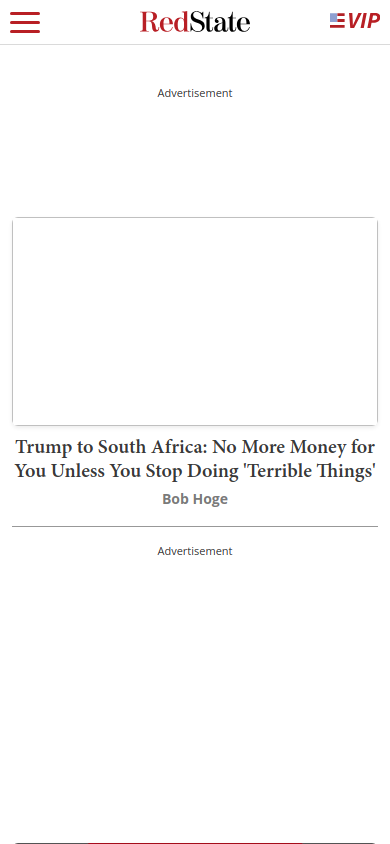 RedState
VIP
Advertisement
Trump to South Africa: No More Money for
You Unless You Stop Doing 'Terrible Things'
Bob Hoge
Advertisement